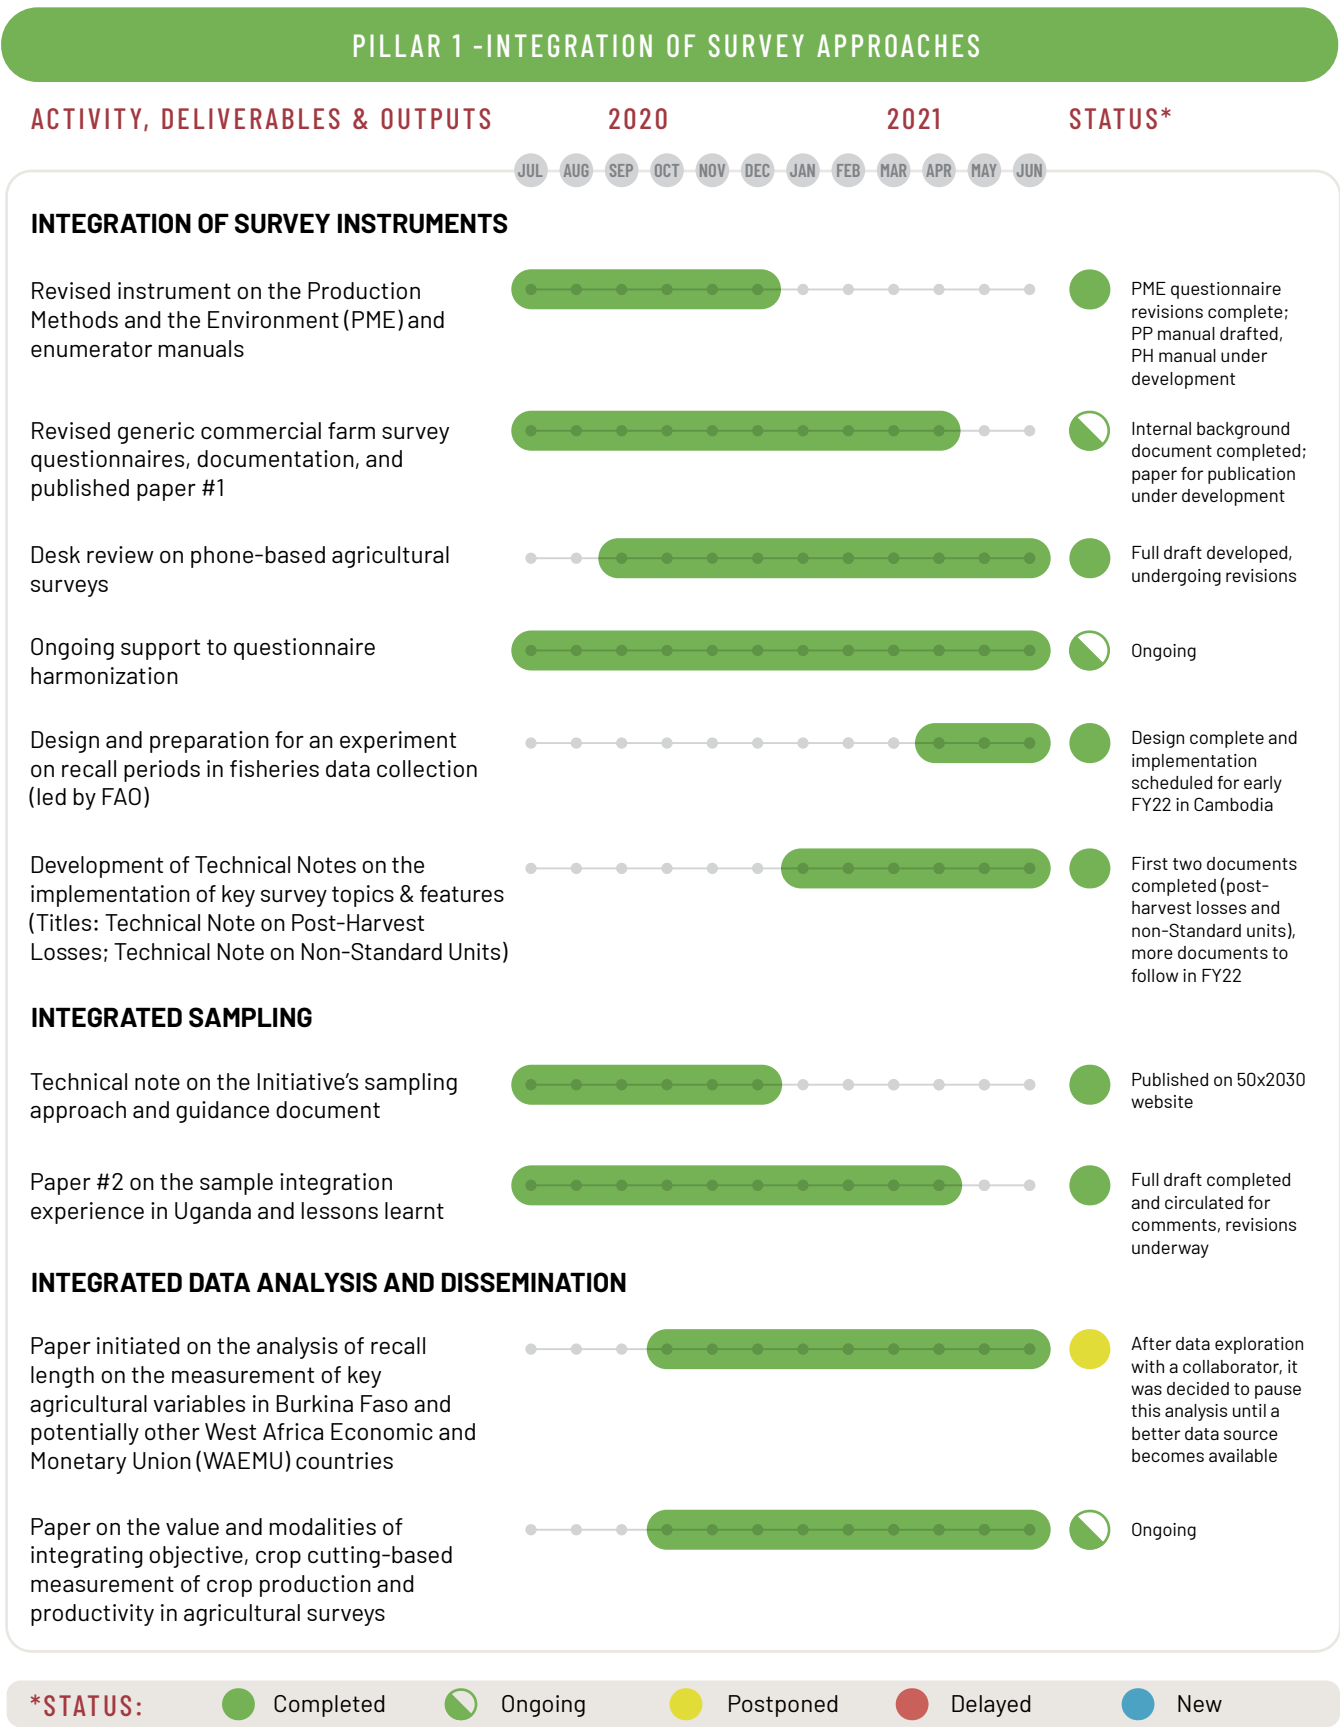 PILLAR 1 -INTEGRATION OF SURVEY APPROACHES
ACTIVITY, DELIVERABLES & OUTPUTS 2020 2021 STATUS*
JUL AUG SEP OCT NOV DEC JAN FEB MAR APR MAY JUN
INTEGRATION OF SURVEY INSTRUMENTS
Revised instrument on the Production
Methods and the Environment (PME) and
enumerator manuals
PME questionnaire
revisions complete;
PP manual drafted,
PH manual under
development
Revised generic commercial farm survey
questionnaires, documentation, and
published paper #1
Internal background
document completed;
paper for publication
under development
Desk review on phone-based agricultural
surveys
Full draft developed,
undergoing revisions
Ongoing support to questionnaire
harmonization
Ongoing
Design and preparation for an experiment
on recall periods in fisheries data collection
(led by FAO)
Design complete and
implementation
scheduled for early
FY22 in Cambodia
Development of Technical Notes on the
implementation of key survey topics & features
(Titles: Technical Note on Post-Harvest
Losses; Technical Note on Non-Standard Units)
First two documents
completed (post-
harvest losses and
non-Standard units),
more documents to
follow in FY22
INTEGRATED SAMPLING
Technical note on the Initiative's sampling
approach and guidance document
Published on 50x2030
website
Paper #2 on the sample integration
experience in Uganda and lessons learnt
Full draft completed
and circulated for
comments, revisions
underway
INTEGRATED DATA ANALYSIS AND DISSEMINATION
Paper initiated on the analysis of recall
length on the measurement of key
agricultural variables in Burkina Faso and
potentially other West Africa Economic and
Monetary Union (WAEMU) countries
After data exploration
with a collaborator, it
was decided to pause
this analysis until a
better data source
becomes available
Paper on the value and modalities of
integrating objective, crop cutting-based
measurement of crop production and
productivity in agricultural surveys
Ongoing
*STATUS: Completed Ongoing Postponed Delayed New